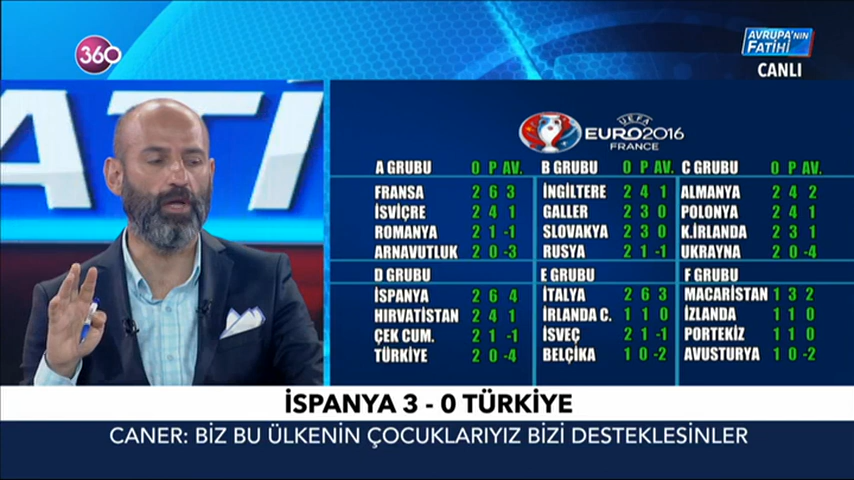 360
AVRUPA'NIN
FATİHİ
CANLI
ATİ
UEFA
EURO2016
FRANCE
A GRUBU O P AV.
FRANSA 2 6 3
İSVİÇRE 2 4 1
ROMANYA 2 1 -1
ARNAVUTLUK 2 0 -3
B GRUBU O P AV.
İNGİLTERE 2 4 1
GALLER 2 3 0
SLOVAKYA 2 3 0
RUSYA 2 1 -1
C GRUBU O P AV.
ALMANYA 2 4 2
POLONYA 2 4 1
K.İRLANDA 2 3 1
UKRAYNA 2 0 -4
D GRUBU
İSPANYA 2 6 4
HIRVATİSTAN 2 4 1
ÇEK CUM. 2 1 -1
TÜRKİYE 2 0 -4
E GRUBU
İTALYA 2 6 3
İRLANDA C. 1 1 0
İSVEÇ 2 1 -1
BELÇİKA 1 0 -2
F GRUBU
MACARİSTAN 1 3 2
İZLANDA 1 1 0
PORTEKİZ 1 1 0
AVUSTURYA 1 0 -2
İSPANYA 3 - 0 TÜRKİYE
CANER: BİZ BU ÜLKENİN ÇOCUKLARIYIZ BİZİ DESTEKLESİNLER